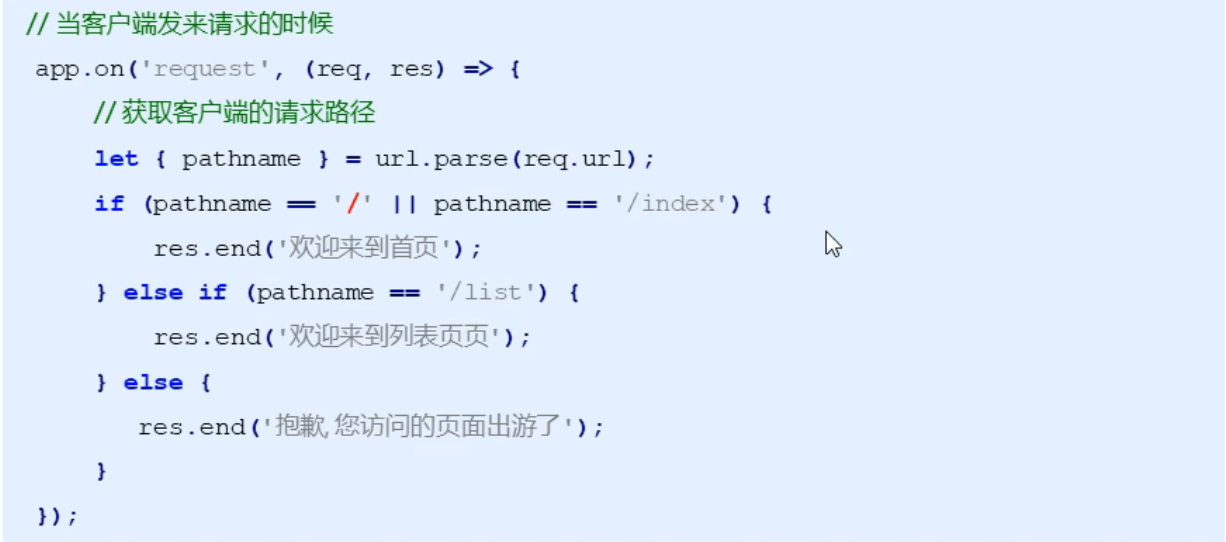 // 当客户端发来请求的时候
app.on('request', (req, res) => {
// 获取客户端的请求路径
let { pathname } = url.parse(req.url);
if (pathname == '/' || pathname == '/index') {
res.end('欢迎来到首页');
} else if (pathname == '/list') {
res.end('欢迎来到列表页页');
} else {
res.end('抱歉, 您访问的页面出游了');
}
});